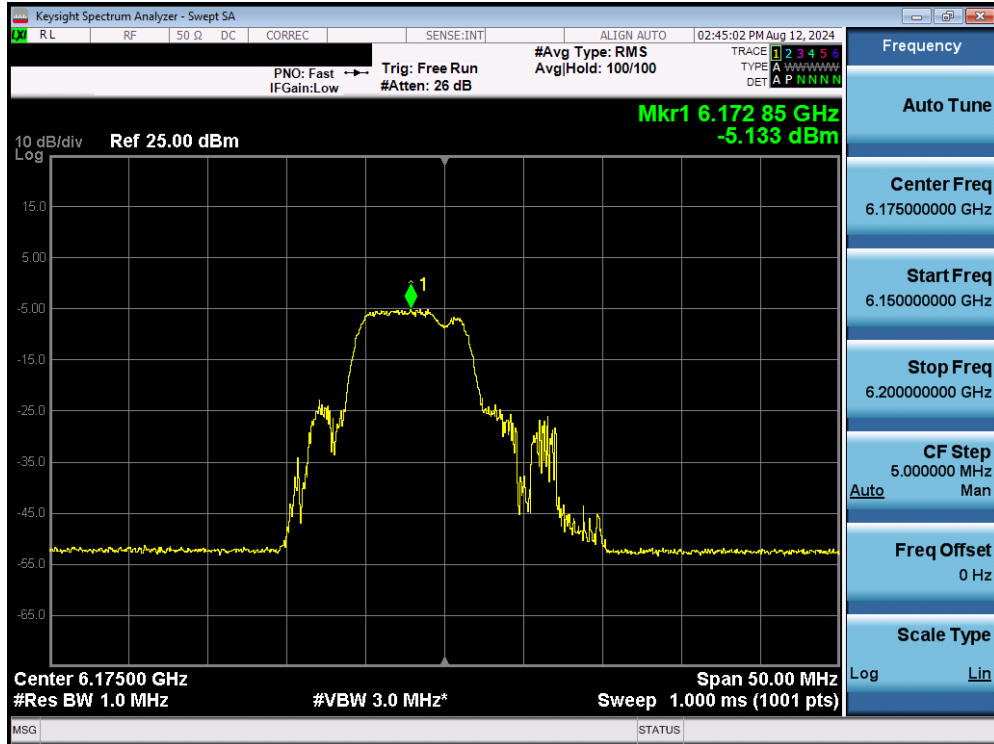 Keysight Spectrum Analyzer - Swept SA
LXI RL RF 50 Ω DC CORREC SENSE:INT ALIGN AUTO 02:45:02 PM Aug 12, 2024
PNO: Fast
IFGain:Low
Trig: Free Run
#Atten: 26 dB
#Avg Type: RMS
Avg|Hold: 100/100
TRACE 1 2 3 4 5 6
TYPE A WWWWW
DET A P N N N N
Mkr1 6.172 85 GHz
-5.133 dBm
10 dB/div
Log
Ref 25.00 dBm
15.0
5.00
-5.00
-15.0
-25.0
-35.0
-45.0
-55.0
-65.0
1
Center 6.17500 GHz
#Res BW 1.0 MHz
#VBW 3.0 MHz*
Span 50.00 MHz
Sweep 1.000 ms (1001 pts)
MSG
STATUS
Frequency
Auto Tune
Center Freq
6.175000000 GHz
Start Freq
6.150000000 GHz
Stop Freq
6.200000000 GHz
CF Step
5.000000 MHz
Auto Man
Freq Offset
0 Hz
Scale Type
Log Lin